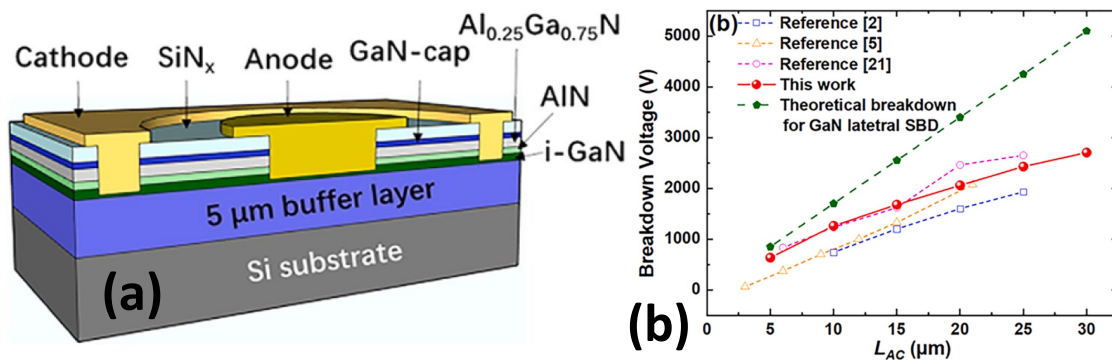 Cathode
SiNₓ
Anode
GaN-cap
Al₀.₂₅Ga₀.₇₅N
AlN
i-GaN
5 μm buffer layer
Si substrate
(a)
(b)
Reference [2]
Reference [5]
Reference [21]
This work
Theoretical breakdown
for GaN latetral SBD
Breakdown Voltage (V)
5000
4000
3000
2000
1000
0
0
5
10
15
20
25
30
L_AC (μm)
(b)